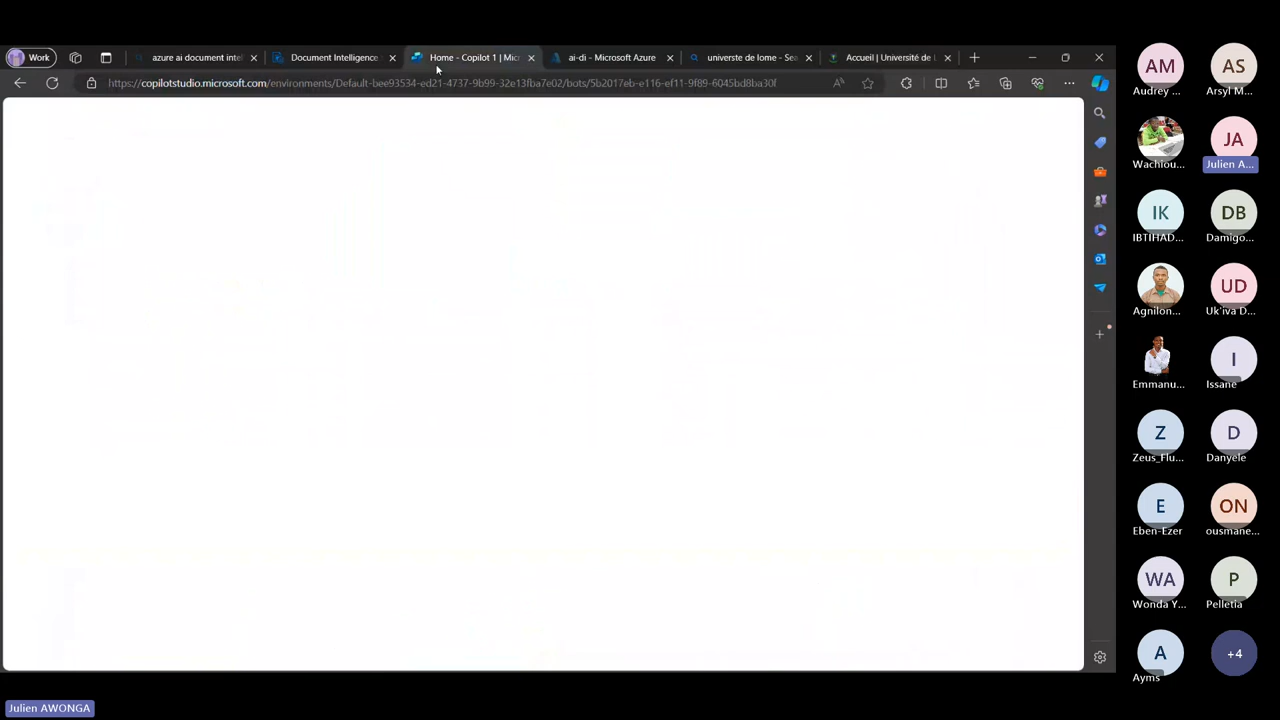 Work
azure ai document intel
Document Intelligence
Home - Copilot 1 | Micr
ai-di - Microsoft Azure
universte de lome - Sea
Accueil | Université de L
https://copilotstudio.microsoft.com/environments/Default-bee93534-ed21-4737-9b99-32e13fba7e02/bots/5b2017eb-e116-ef11-9f89-6045bd8ba30f
AM
Audrey ...
AS
Arsyl M...
Wachiou...
JA
Julien A...
IK
IBTIHAD...
DB
Damigo...
Agnilon...
UD
Uk'iva D...
Emmanu...
I
Issane
Z
Zeus_Flu...
D
Danyele
E
Eben-Ezer
ON
ousmane...
WA
Wonda Y...
P
Pelletia
A
Ayms
+4
Julien AWONGA